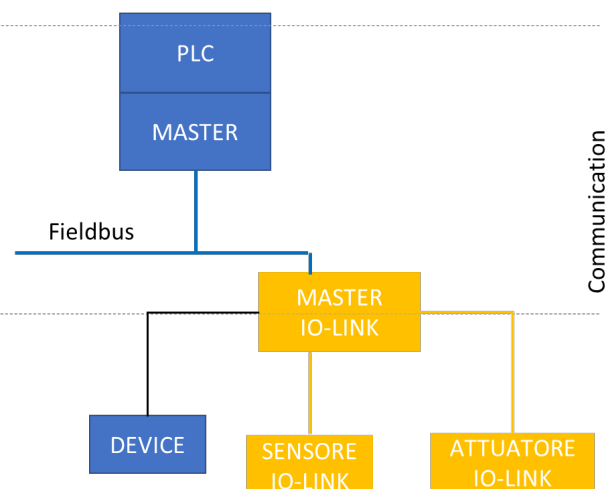 PLC
MASTER
Fieldbus
Communication
MASTER
IO-LINK
DEVICE
SENSORE
IO-LINK
ATTUATORE
IO-LINK